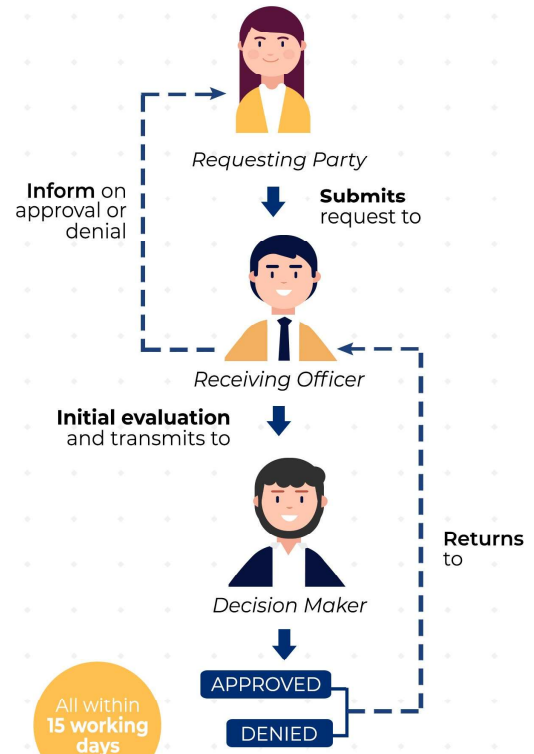 Requesting Party
Inform on
approval or
denial
Submits
request to
Receiving Officer
Initial evaluation
and transmits to
Decision Maker
Returns
to
APPROVED
DENIED
All within
15 working
days